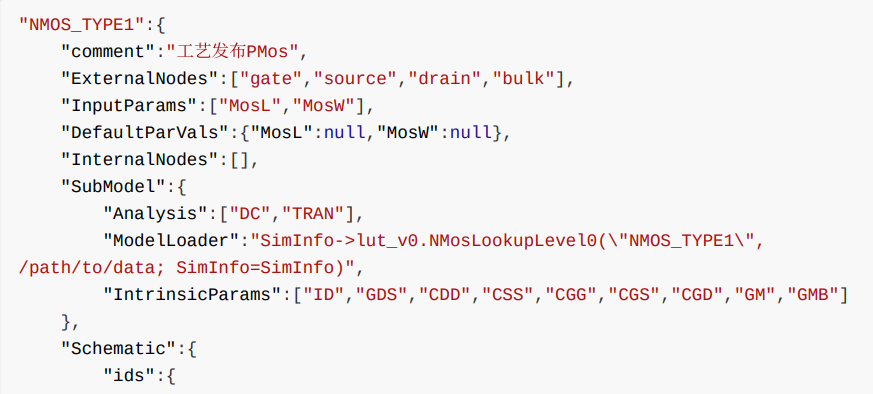 "NMOS_TYPE1":{
"comment":"工艺发布PMos",
"ExternalNodes":["gate","source","drain","bulk"],
"InputParams":["MosL","MosW"],
"DefaultParVals":{"MosL":null,"MosW":null},
"InternalNodes":[],
"SubModel":{
"Analysis":["DC","TRAN"],
"ModelLoader":"SimInfo->lut_v0.NMosLookupLevel0(\"NMOS_TYPE1\",
/path/to/data; SimInfo=SimInfo)",
"IntrinsicParams":["ID","GDS","CDD","CSS","CGG","CGS","CGD","GM","GMB"]
},
"Schematic":{
"ids":{